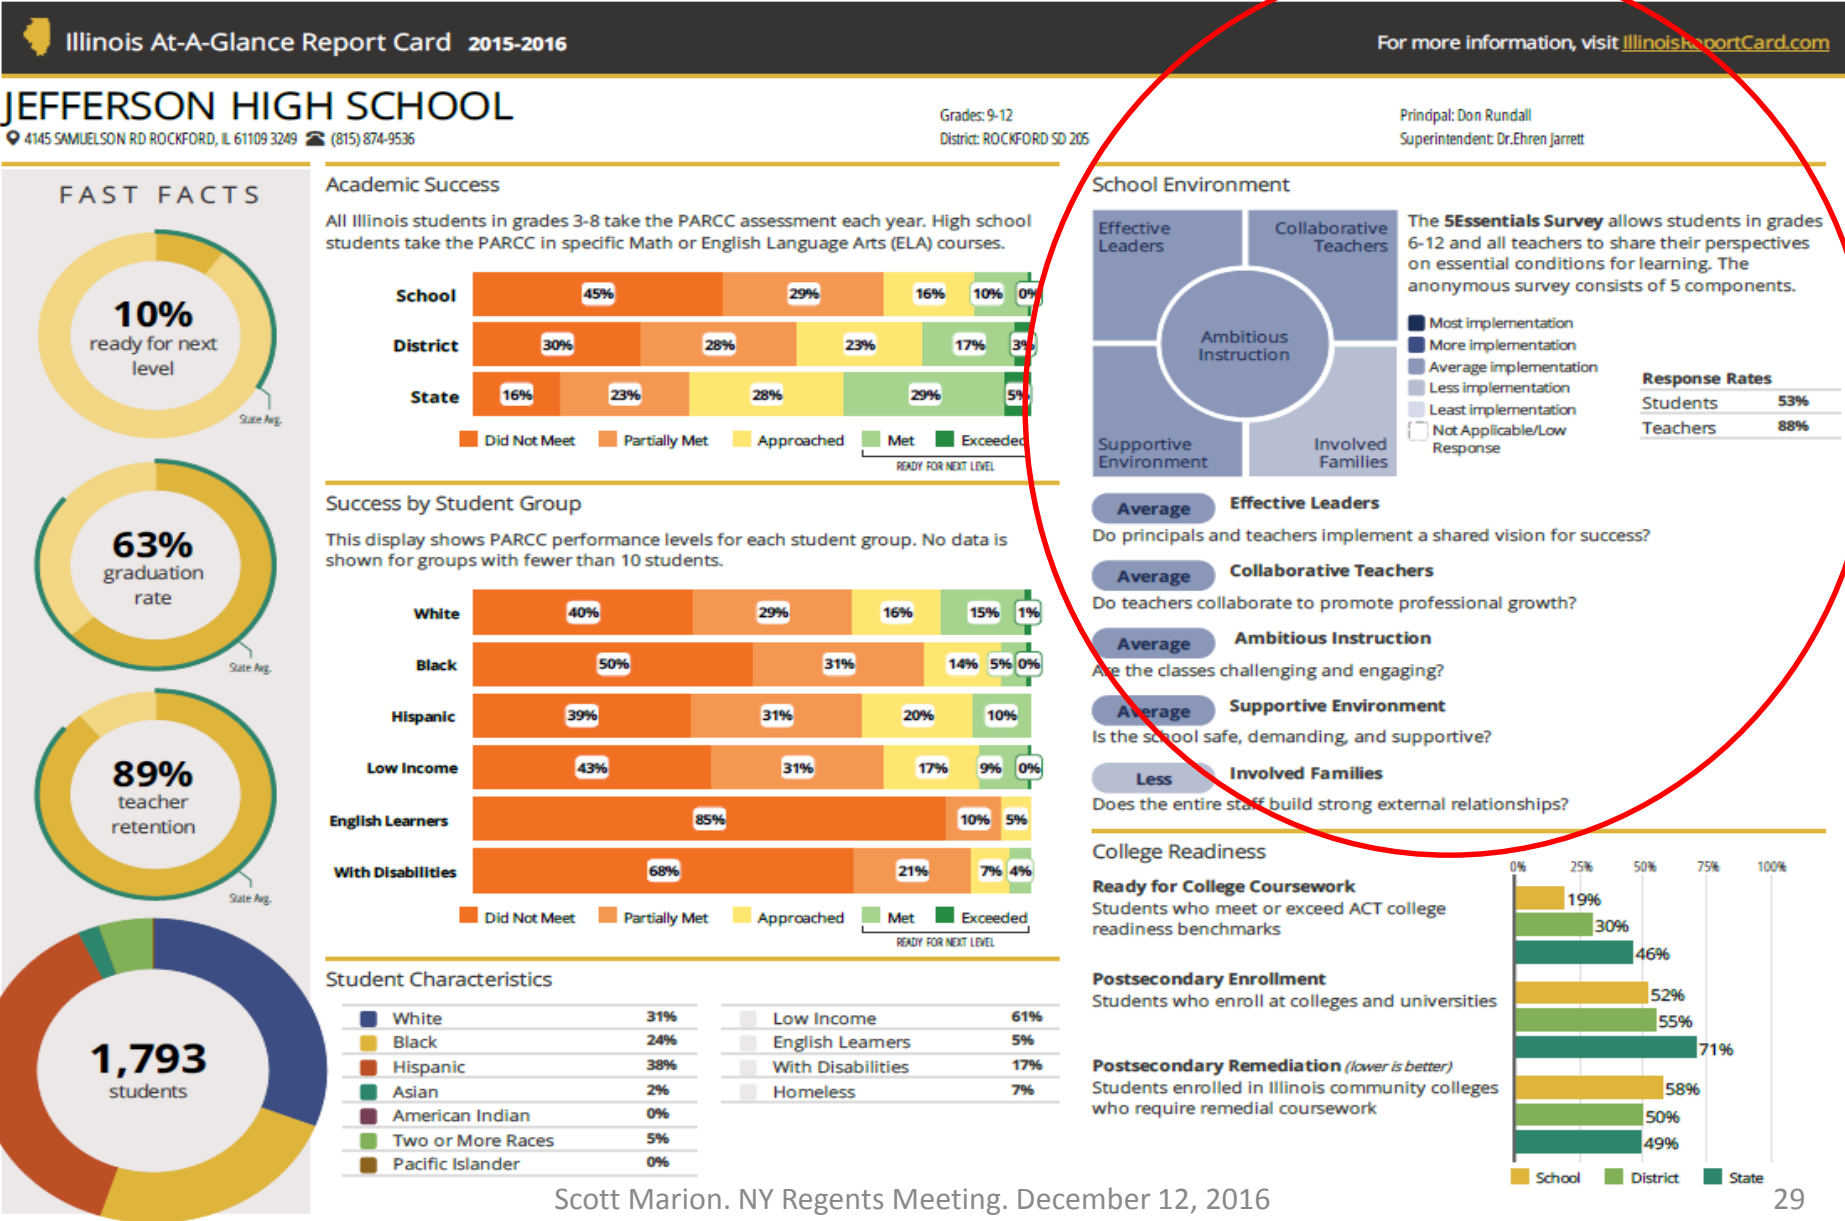 Illinois At-A-Glance Report Card 2015-2016
For more information, visit IllinoisReportCard.com
JEFFERSON HIGH SCHOOL
4145 SAMUELSON RD ROCKFORD, IL 61109 3249 (815) 874-9536
Grades: 9-12
District: ROCKFORD SD 205
Principal: Don Rundall
Superintendent: Dr.Ehren Jarrett
FAST FACTS
10%
ready for next
level
State Avg.
63%
graduation
rate
State Avg.
89%
teacher
retention
State Avg.
1,793
students
Academic Success
All Illinois students in grades 3-8 take the PARCC assessment each year. High school
students take the PARCC in specific Math or English Language Arts (ELA) courses.
School 45% 29% 16% 10% 0%
District 30% 28% 23% 17% 3%
State 16% 23% 28% 29% 5%
Did Not Meet Partially Met Approached Met Exceeded
READY FOR NEXT LEVEL
Success by Student Group
This display shows PARCC performance levels for each student group. No data is
shown for groups with fewer than 10 students.
White 40% 29% 16% 15% 1%
Black 50% 31% 14% 5% 0%
Hispanic 39% 31% 20% 10%
Low Income 43% 31% 17% 9% 0%
English Learners 85% 10% 5%
With Disabilities 68% 21% 7% 4%
Did Not Meet Partially Met Approached Met Exceeded
READY FOR NEXT LEVEL
Student Characteristics
White 31%
Black 24%
Hispanic 38%
Asian 2%
American Indian 0%
Two or More Races 5%
Pacific Islander 0%
Low Income 61%
English Learners 5%
With Disabilities 17%
Homeless 7%
School Environment
Effective
Leaders
Collaborative
Teachers
Ambitious
Instruction
Supportive
Environment
Involved
Families
The 5Essentials Survey allows students in grades
6-12 and all teachers to share their perspectives
on essential conditions for learning. The
anonymous survey consists of 5 components.
Most implementation
More implementation
Average implementation
Less implementation
Least implementation
Not Applicable/Low
Response
Response Rates
Students 53%
Teachers 88%
Average Effective Leaders
Do principals and teachers implement a shared vision for success?
Average Collaborative Teachers
Do teachers collaborate to promote professional growth?
Average Ambitious Instruction
Are the classes challenging and engaging?
Average Supportive Environment
Is the school safe, demanding, and supportive?
Less Involved Families
Does the entire staff build strong external relationships?
College Readiness
0% 25% 50% 75% 100%
Ready for College Coursework
Students who meet or exceed ACT college
readiness benchmarks
19%
30%
46%
Postsecondary Enrollment
Students who enroll at colleges and universities
52%
55%
71%
Postsecondary Remediation (lower is better)
Students enrolled in Illinois community colleges
who require remedial coursework
58%
50%
49%
School District State
Scott Marion. NY Regents Meeting. December 12, 2016
29